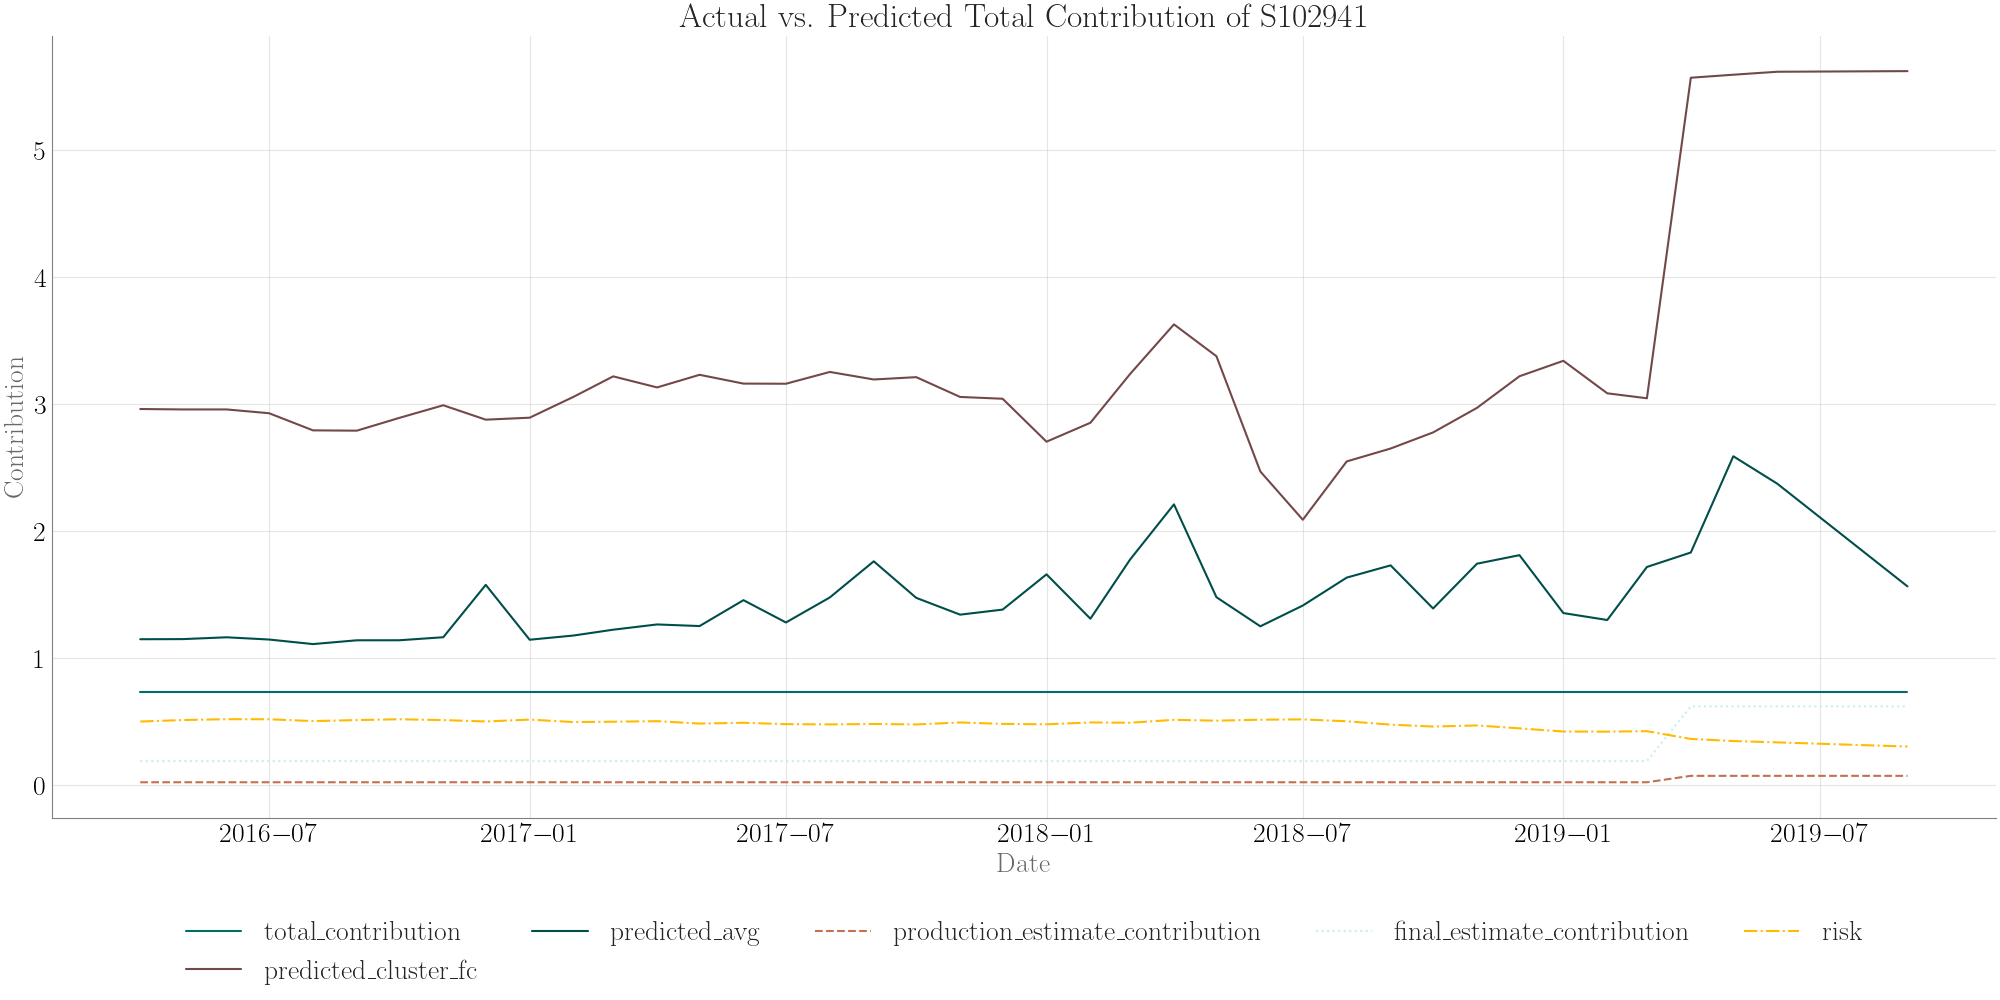 Actual vs. Predicted Total Contribution of S102941
Contribution
5
4
3
2
1
0
2016−07 2017−01 2017−07 2018−01 2018−07 2019−01 2019−07
Date
total_contribution predicted_avg production_estimate_contribution final_estimate_contribution risk
predicted_cluster_fc